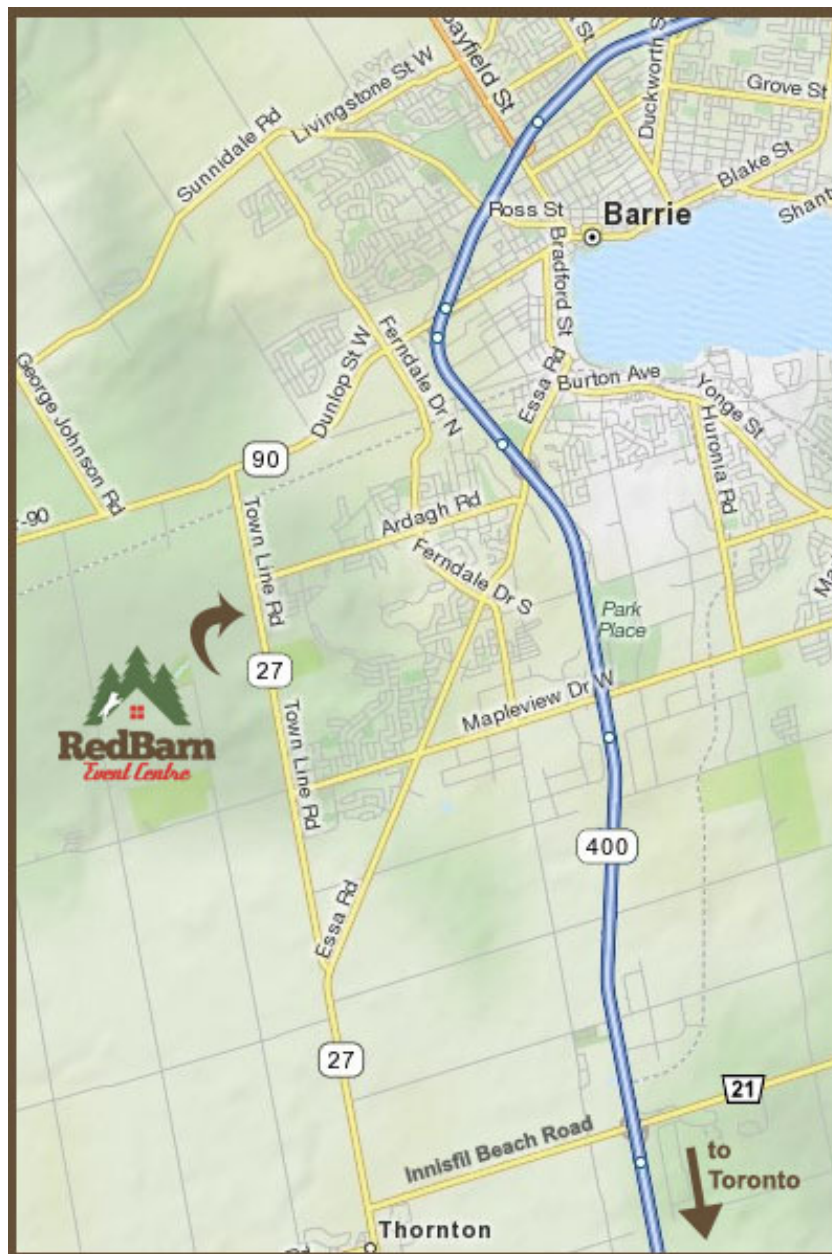 Bayfield St
Livingstone St W
Duckworth S
Grove St
Sunnidale Rd
Blake St
Shant
Ross St
Barrie
Bradford St
Ferndale Dr N
Dunlop St W
Essa Rd
Burton Ave
Yonge St
Huronia Rd
George Johnson Rd
90
-90
Town Line Rd
Ardagh Rd
Ferndale Dr S
Park
Place
27
Mapleview Dr W
RedBarn
Event Centre
Town Line Rd
400
Essa Rd
27
21
Innisfil Beach Road
to
Toronto
Thornton